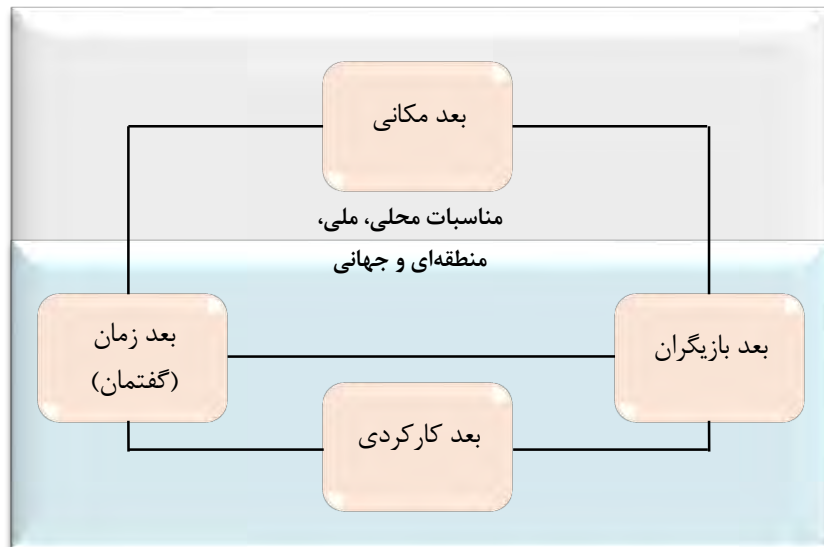 بعد مکانی
مناسبات محلی، ملی،
منطقه‌ای و جهانی
بعد بازیگران
بعد زمان
(گفتمان)
بعد کارکردی